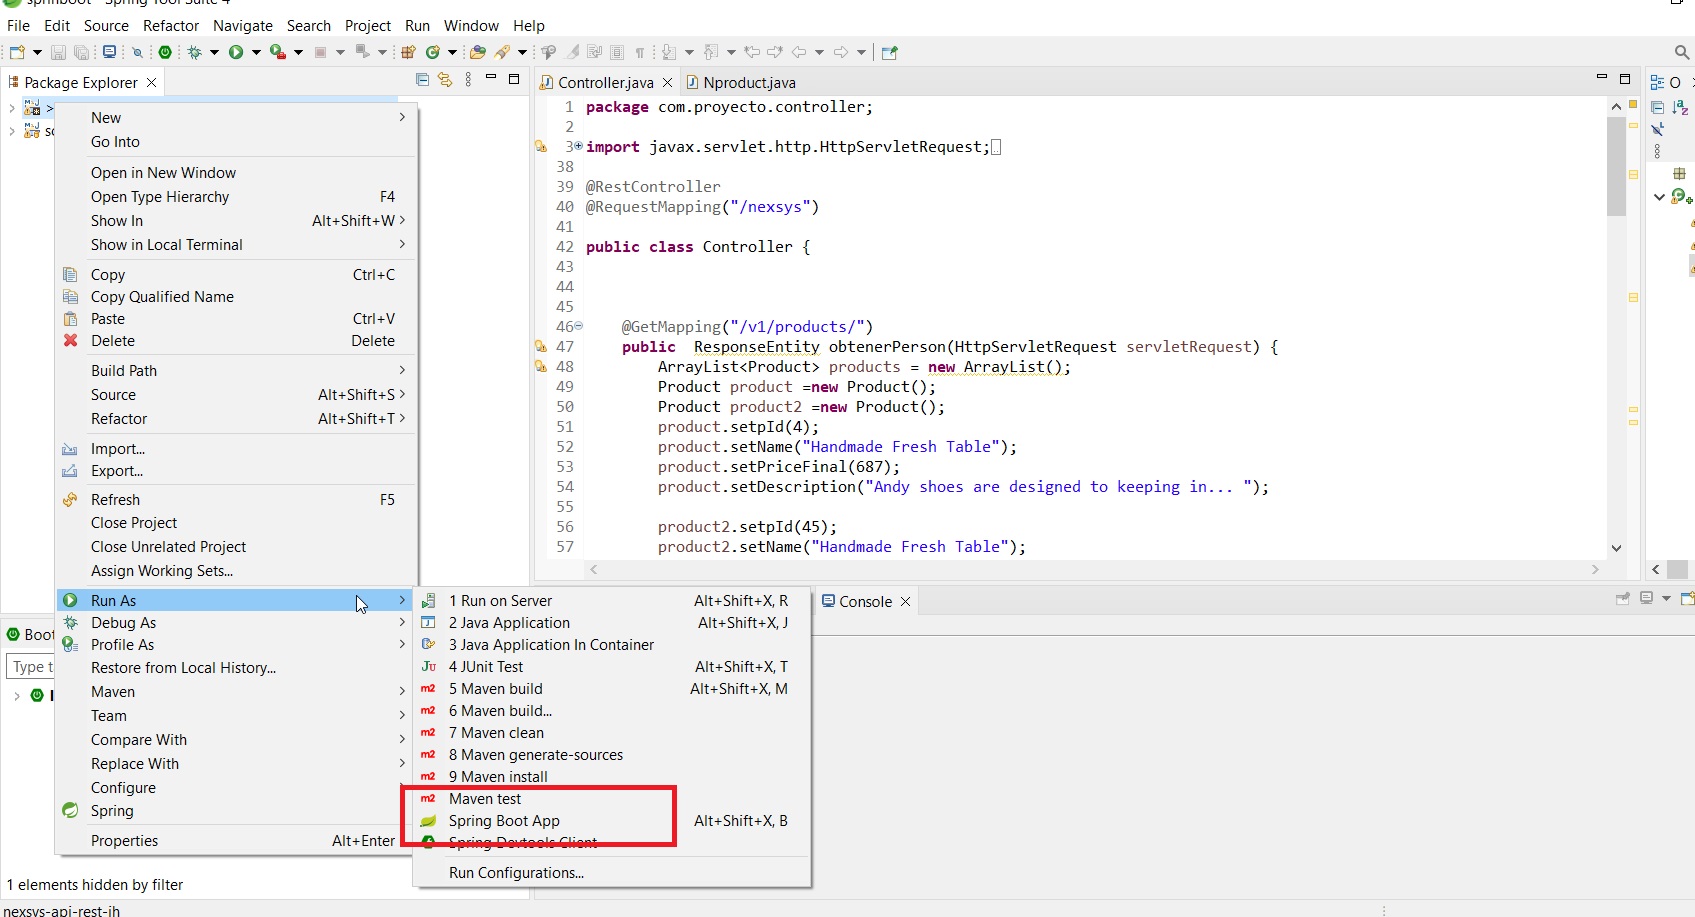 sprinboot - Spring Tool Suite 4
File Edit Source Refactor Navigate Search Project Run Window Help
Package Explorer
Controller.java
Nproduct.java
O
>
sc
New
Go Into
Open in New Window
Open Type Hierarchy F4
Show In Alt+Shift+W
Show in Local Terminal
Copy Ctrl+C
Copy Qualified Name
Paste Ctrl+V
Delete Delete
Build Path
Source Alt+Shift+S
Refactor Alt+Shift+T
Import...
Export...
Refresh F5
Close Project
Close Unrelated Project
Assign Working Sets...
Run As
Debug As
Profile As
Restore from Local History...
Maven
Team
Compare With
Replace With
Configure
Spring
Properties Alt+Enter
1 Run on Server Alt+Shift+X, R
2 Java Application Alt+Shift+X, J
3 Java Application In Container
4 JUnit Test Alt+Shift+X, T
5 Maven build Alt+Shift+X, M
6 Maven build...
7 Maven clean
8 Maven generate-sources
9 Maven install
Maven test
Spring Boot App Alt+Shift+X, B
Spring Devtools Client
Run Configurations...
1 package com.proyecto.controller;
2
3 import javax.servlet.http.HttpServletRequest;
38
39 @RestController
40 @RequestMapping("/nexsys")
41
42 public class Controller {
43
44
45
46 @GetMapping("/v1/products/")
47 public ResponseEntity obtenerPerson(HttpServletRequest servletRequest) {
48 ArrayList<Product> products = new ArrayList();
49 Product product =new Product();
50 Product product2 =new Product();
51 product.setpId(4);
52 product.setName("Handmade Fresh Table");
53 product.setPriceFinal(687);
54 product.setDescription("Andy shoes are designed to keeping in... ");
55
56 product2.setpId(45);
57 product2.setName("Handmade Fresh Table");
Console
Boot
Type t
1 elements hidden by filter
nexsys-api-rest-ih